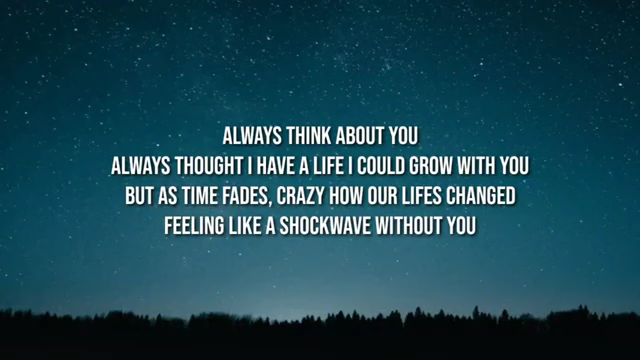 ALWAYS THINK ABOUT YOU
ALWAYS THOUGHT I HAVE A LIFE I COULD GROW WITH YOU
BUT AS TIME FADES, CRAZY HOW OUR LIFES CHANGED
FEELING LIKE A SHOCKWAVE WITHOUT YOU